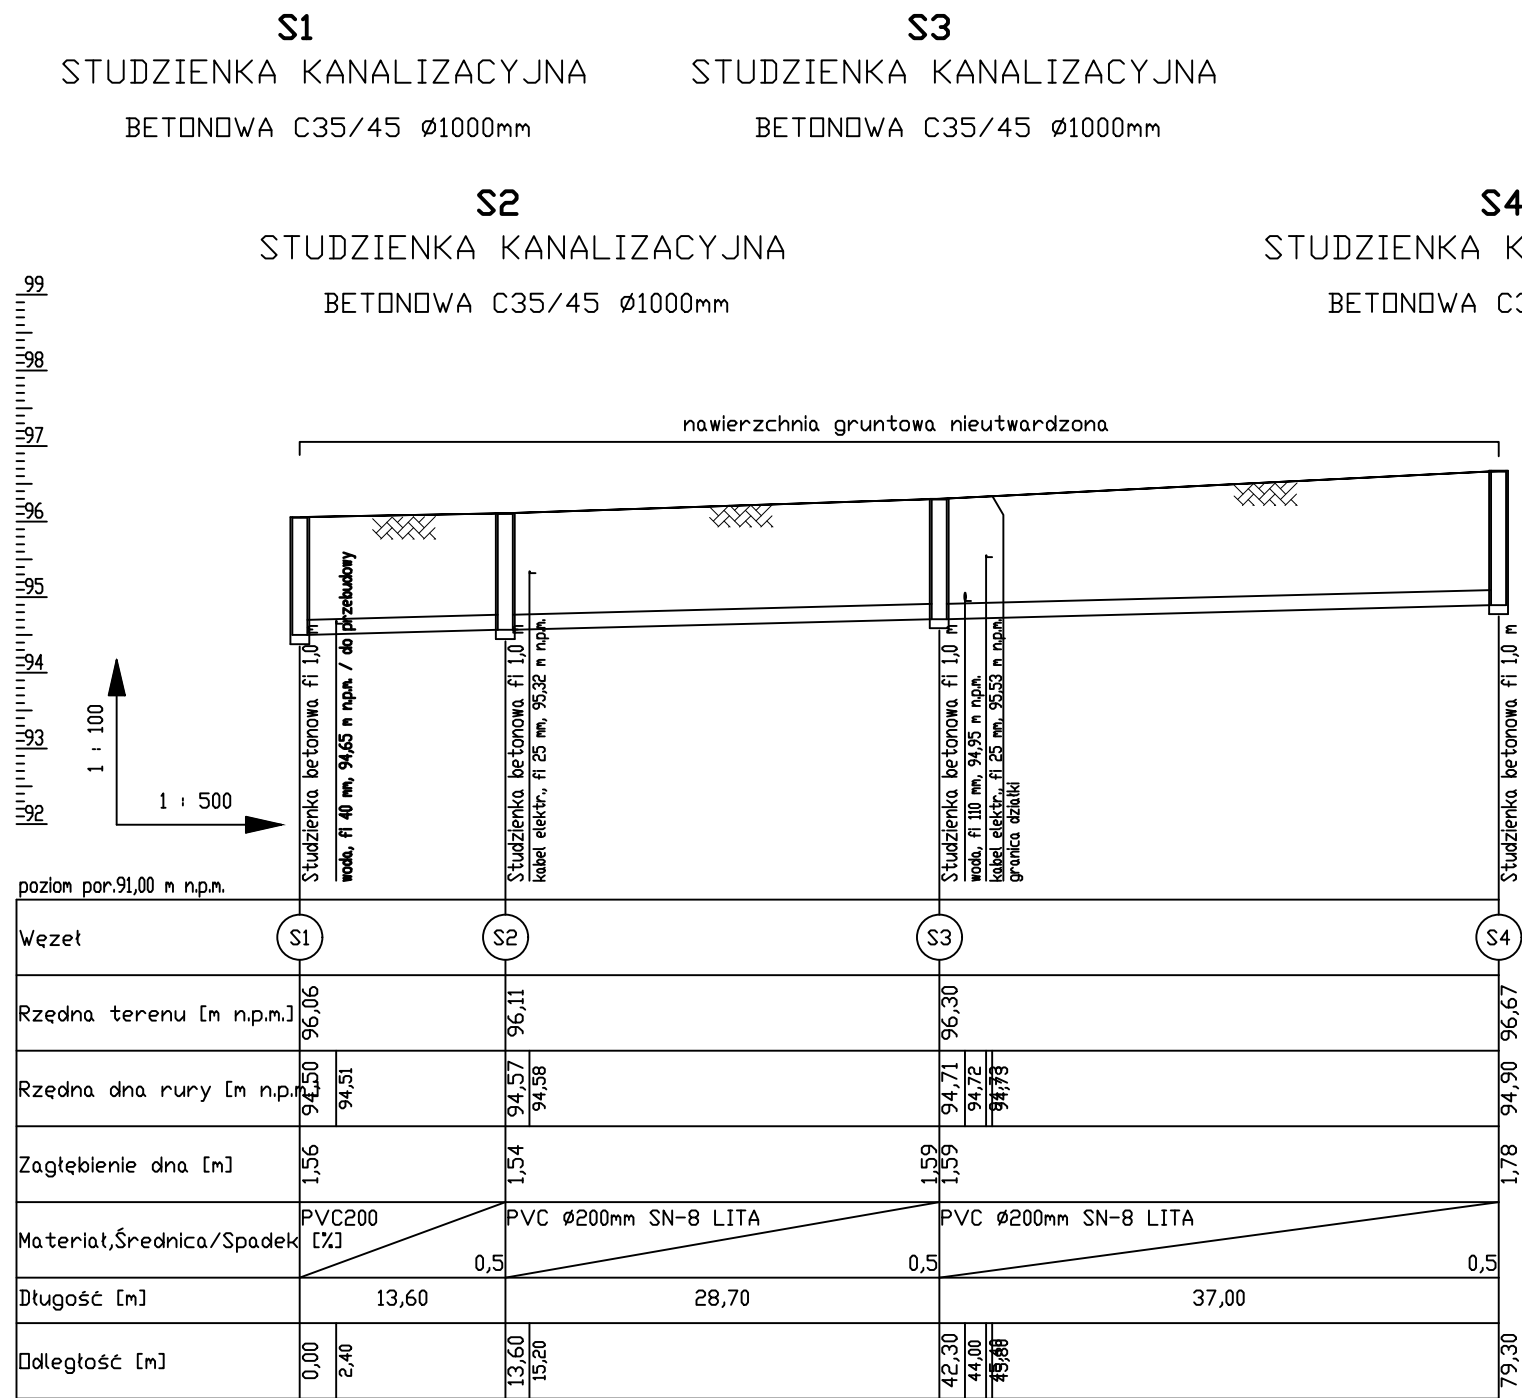 S1
STUDZIENKA KANALIZACYJNA
BETONOWA C35/45 Ø1000mm
S3
STUDZIENKA KANALIZACYJNA
BETONOWA C35/45 Ø1000mm
S2
STUDZIENKA KANALIZACYJNA
BETONOWA C35/45 Ø1000mm
S4
STUDZIENKA K
BETONOWA C3
99
98
97
96
95
94
93
92
nawierzchnia gruntowa nieutwardzona
1 : 100
1 : 500
Studzienka betonowa fi 1,0 m
woda, fi 40 mm, 94,65 m n.p.m. / do przebudowy
Studzienka betonowa fi 1,0 m
kabel elektr., fi 25 mm, 95,32 m n.p.m.
Studzienka betonowa fi 1,0 m
woda, fi 110 mm, 94,95 m n.p.m.
kabel elektr., fi 25 mm, 95,53 m n.p.m.
granica działki
Studzienka betonowa fi 1,0 m
poziom por.91,00 m n.p.m.
Węzeł S1 S2 S3 S4
Rzędna terenu [m n.p.m.] 96,06 96,11 96,30 96,67
Rzędna dna rury [m n.p.m.] 94,50 94,51 94,57 94,58 94,71 94,72 94,73 94,90
Zagłębienie dna [m] 1,56 1,54 1,59 1,59 1,78
Materiał,Średnica/Spadek [%] PVC200 0,5 PVC Ø200mm SN-8 LITA 0,5 PVC Ø200mm SN-8 LITA 0,5
Długość [m] 13,60 28,70 37,00
Odległość [m] 0,00 2,40 13,60 15,20 42,30 44,00 79,30